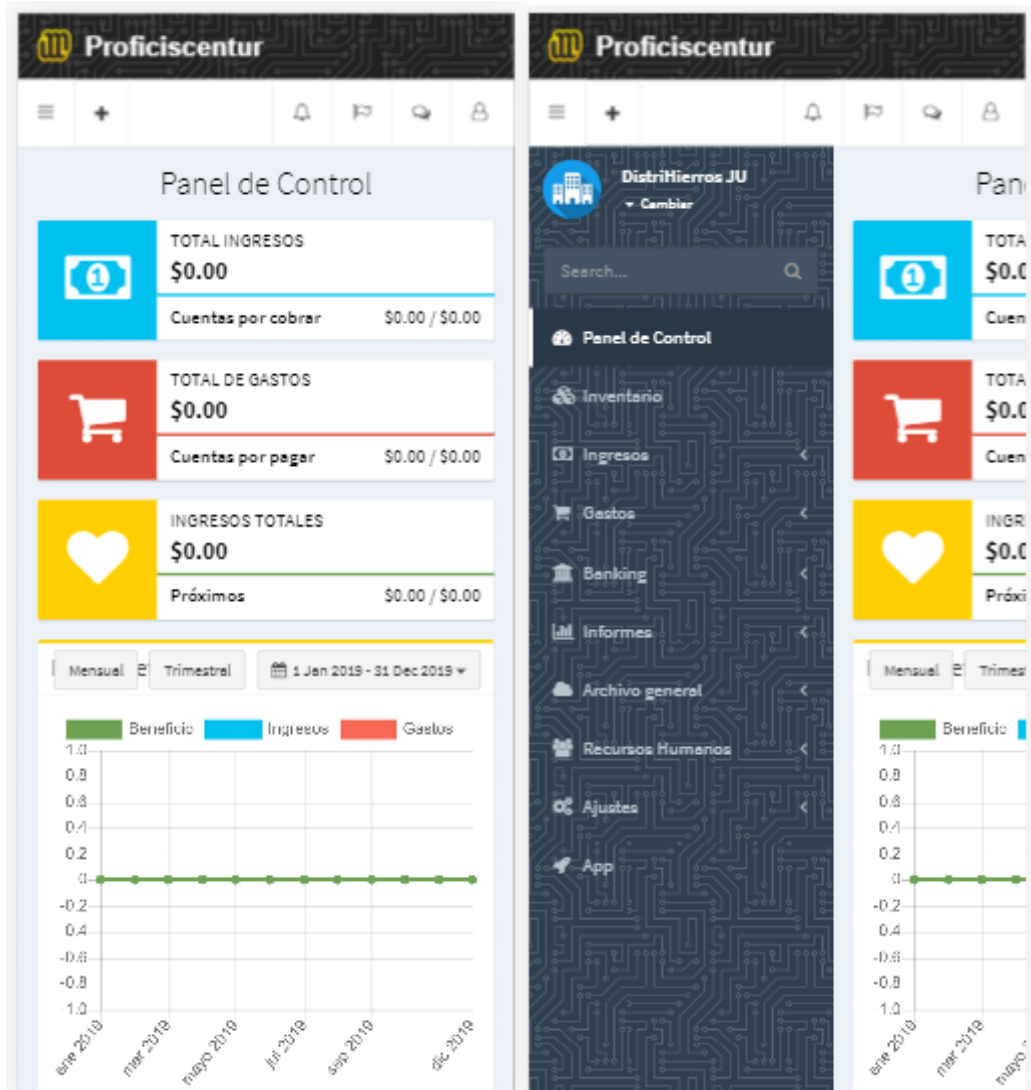 Proficiscentur
Panel de Control
TOTAL INGRESOS
$0.00
Cuentas por cobrar $0.00 / $0.00
TOTAL DE GASTOS
$0.00
Cuentas por pagar $0.00 / $0.00
INGRESOS TOTALES
$0.00
Próximos $0.00 / $0.00
Mensual Trimestral 1 Jan 2019 - 31 Dec 2019
Beneficio Ingresos Gastos
1.0
0.8
0.6
0.4
0.2
0
-0.2
-0.4
-0.6
-0.8
-1.0
ene 2019 mar 2019 mayo 2019 jul 2019 sep 2019 dic 2019
Proficiscentur
DistriHierros JU
Cambiar
Search...
Panel de Control
Inventario
Ingresos
Gastos
Banking
Informes
Archivo general
Recursos Humanos
Ajustes
App
Pan
TOTA
$0.0
Cuen
TOTA
$0.0
Cuen
INGR
$0.0
Próxi
Mensual Trimes
Beneficio
1.0
0.8
0.6
0.4
0.2
0
-0.2
-0.4
-0.6
-0.8
-1.0
ene 2019 mar 2019 mayo